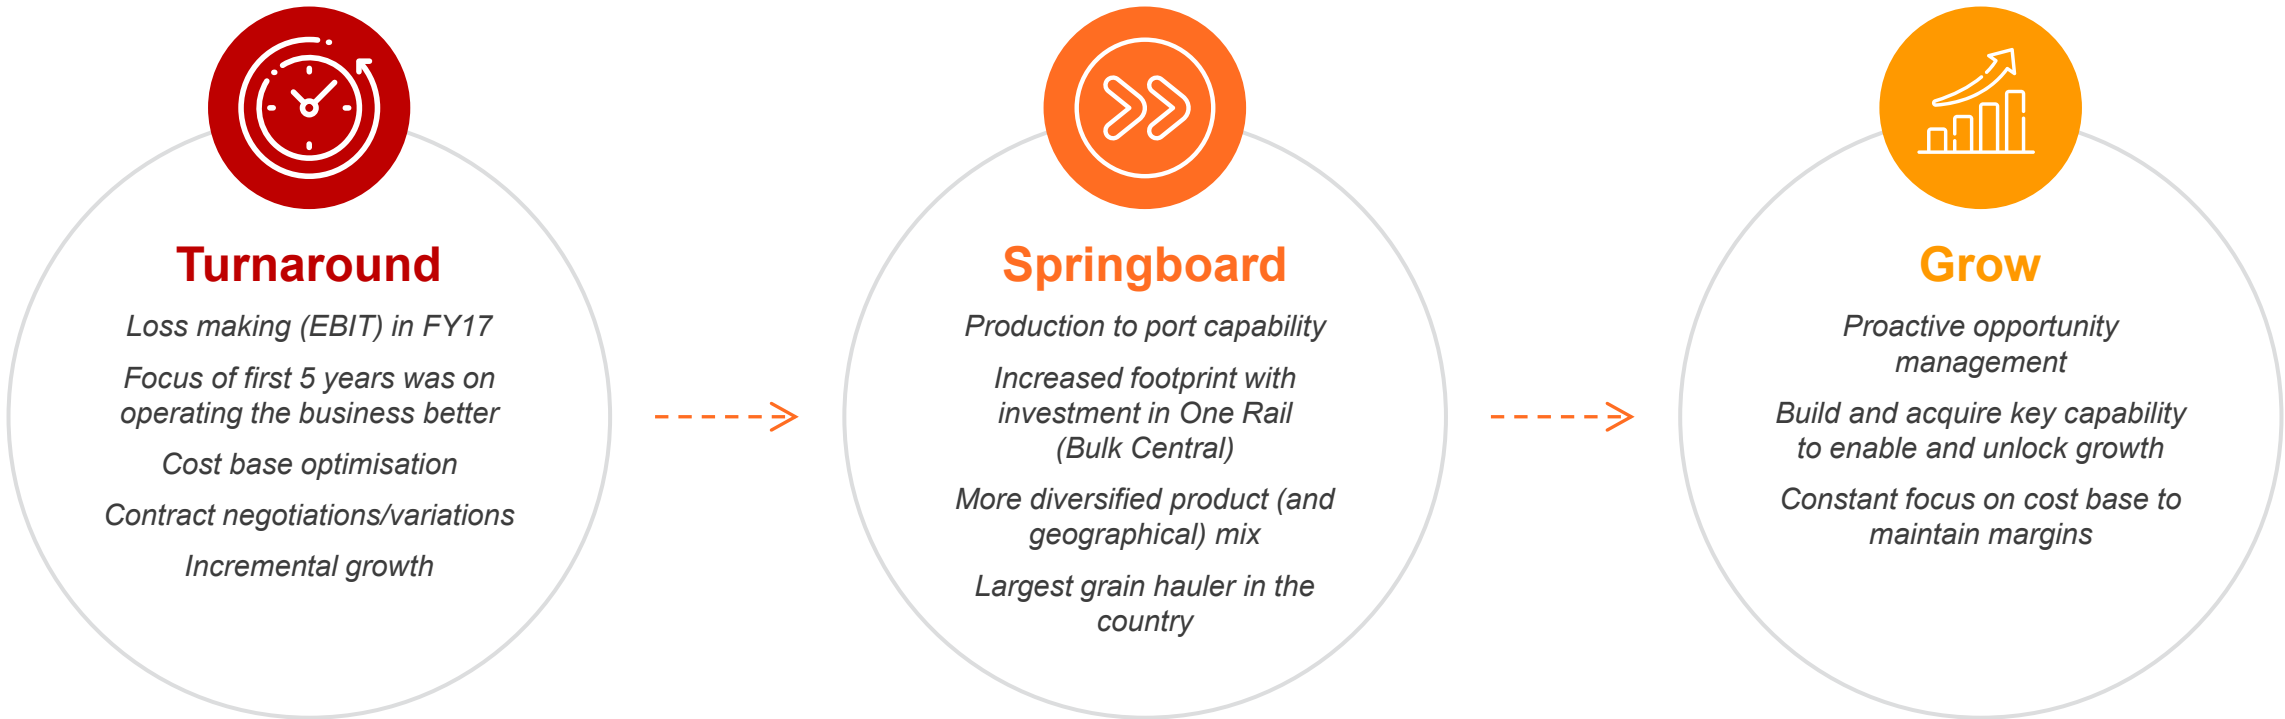 Turnaround
Loss making (EBIT) in FY17
Focus of first 5 years was on
operating the business better
Cost base optimisation
Contract negotiations/variations
Incremental growth
Springboard
Production to port capability
Increased footprint with
investment in One Rail
(Bulk Central)
More diversified product (and
geographical) mix
Largest grain hauler in the
country
Grow
Proactive opportunity
management
Build and acquire key capability
to enable and unlock growth
Constant focus on cost base to
maintain margins